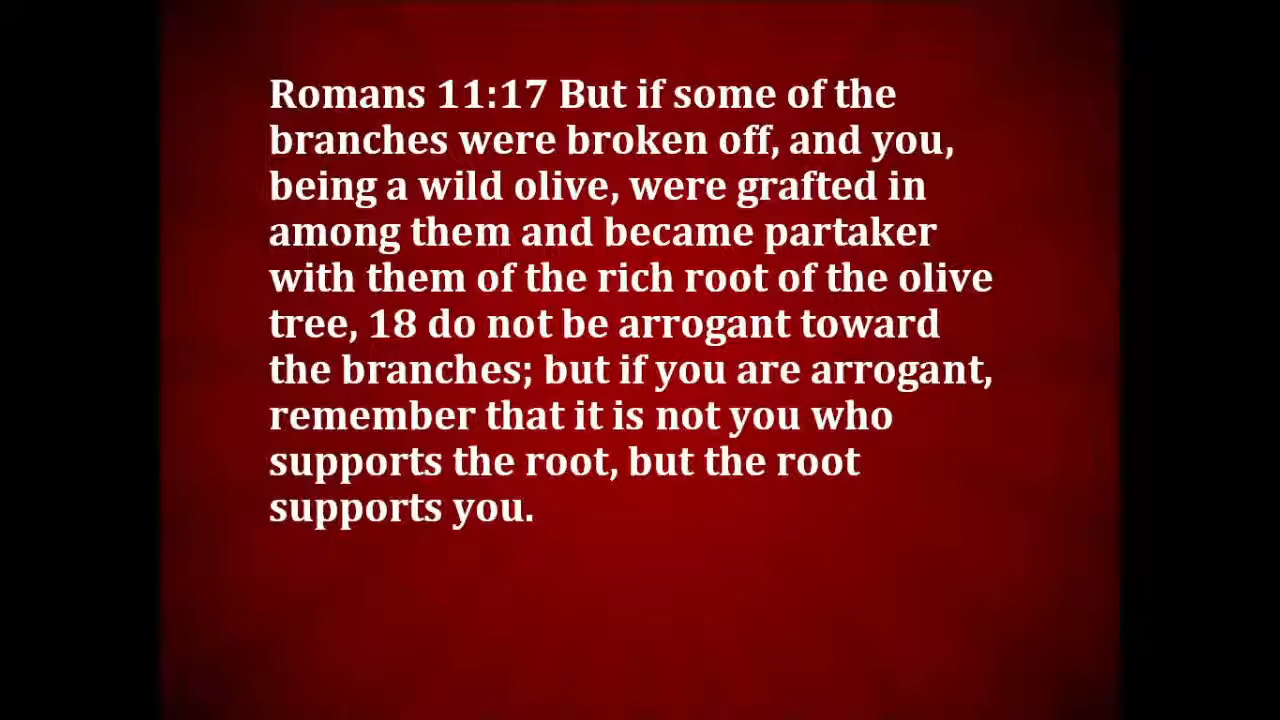 Romans 11:17 But if some of the
branches were broken off, and you,
being a wild olive, were grafted in
among them and became partaker
with them of the rich root of the olive
tree, 18 do not be arrogant toward
the branches; but if you are arrogant,
remember that it is not you who
supports the root, but the root
supports you.